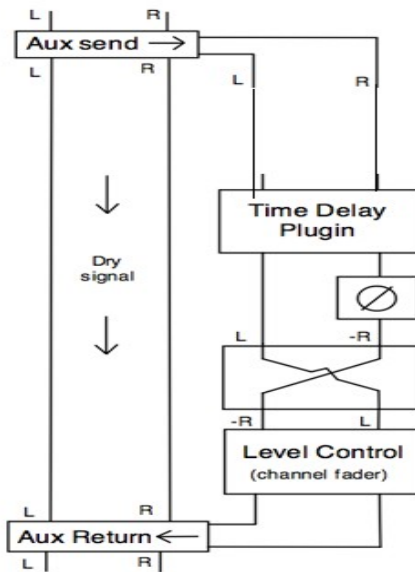 L R
Aux send →
L R L R
Time Delay
Plugin
Dry
signal
Ø
L -R
-R L
Level Control
(channel fader)
L R
Aux Return ←
L R